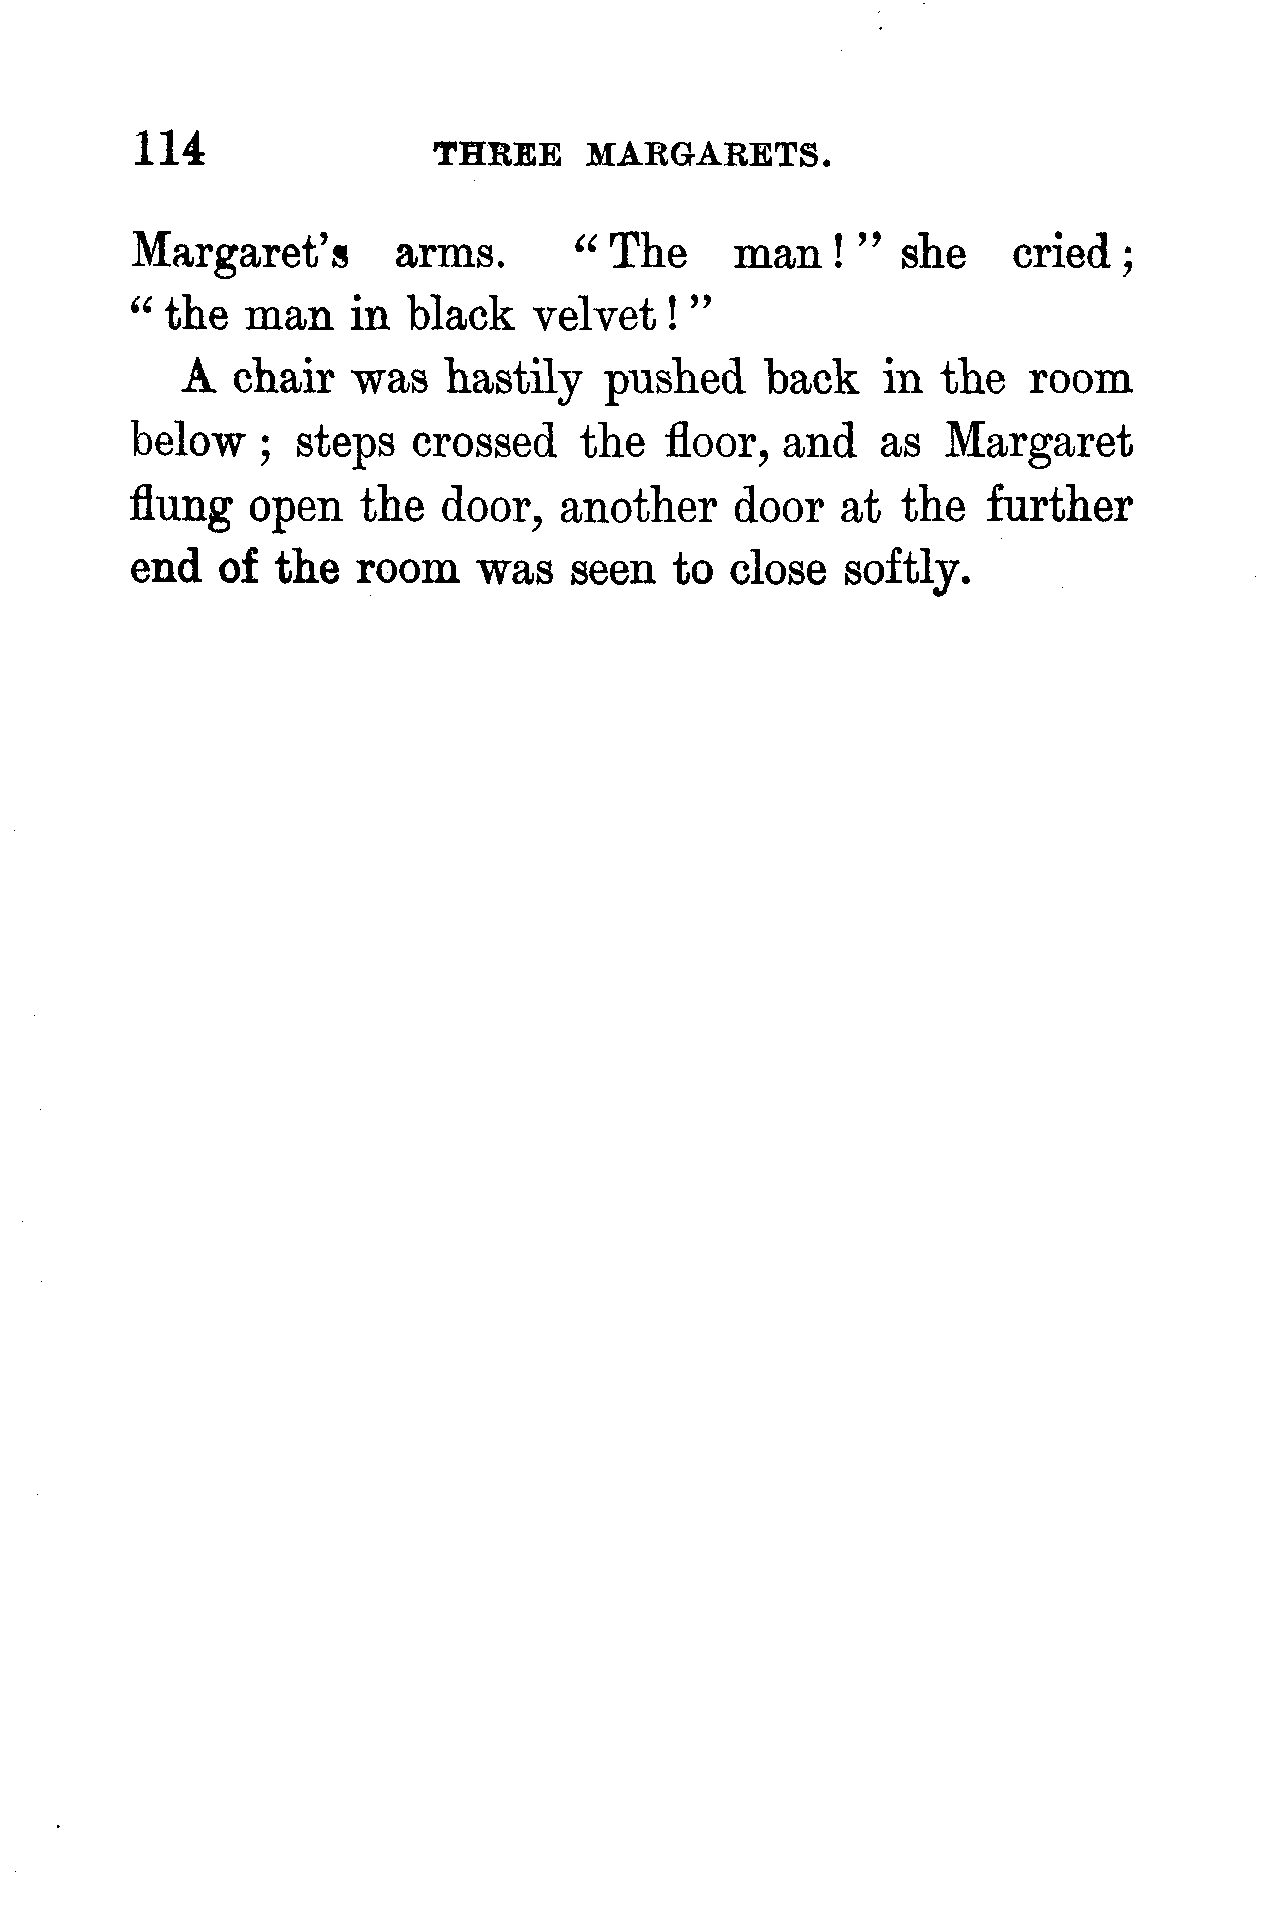 114 THREE MARGARETS.
Margaret's arms. “The man!” she cried;
“the man in black velvet!”
A chair was hastily pushed back in the room
below; steps crossed the floor, and as Margaret
flung open the door, another door at the further
end of the room was seen to close softly.